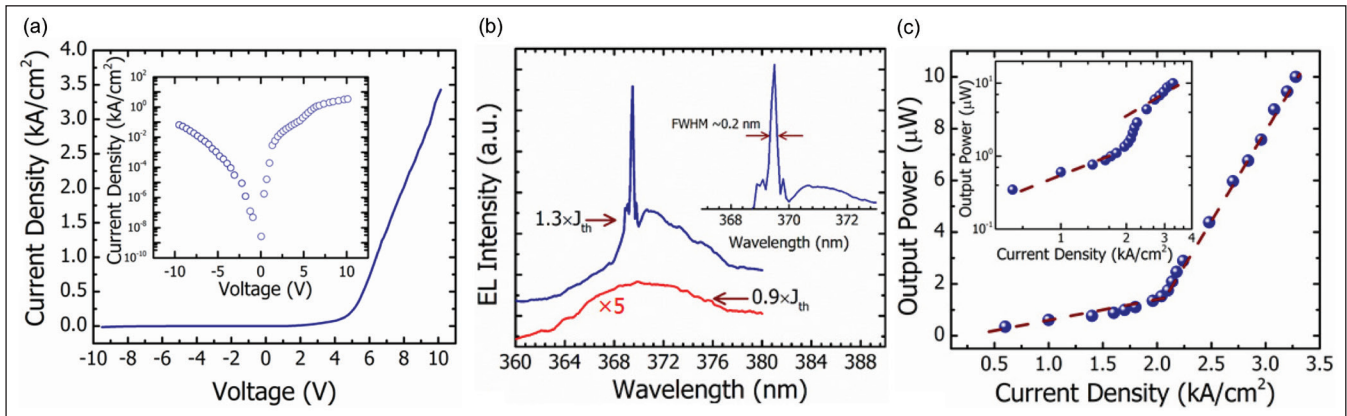 (a)
Current Density (kA/cm²)
4.0
3.5
3.0
2.5
2.0
1.5
1.0
0.5
0.0
-10 -8 -6 -4 -2 0 2 4 6 8 10
Voltage (V)
Current Density (kA/cm²)
10²
10⁰
10⁻²
10⁻⁴
10⁻⁶
10⁻⁸
10⁻¹⁰
-10 -5 0 5 10
Voltage (V)
(b)
EL Intensity (a.u.)
1.3×Jth
×5
0.9×Jth
360 364 368 372 376 380 384 388
Wavelength (nm)
FWHM ~0.2 nm
368 370 372
Wavelength (nm)
(c)
Output Power (μW)
10
8
6
4
2
0
0.0 0.5 1.0 1.5 2.0 2.5 3.0 3.5
Current Density (kA/cm²)
Output Power (μW)
10¹
10⁰
10⁻¹
1 2 3 4
Current Density (kA/cm²)